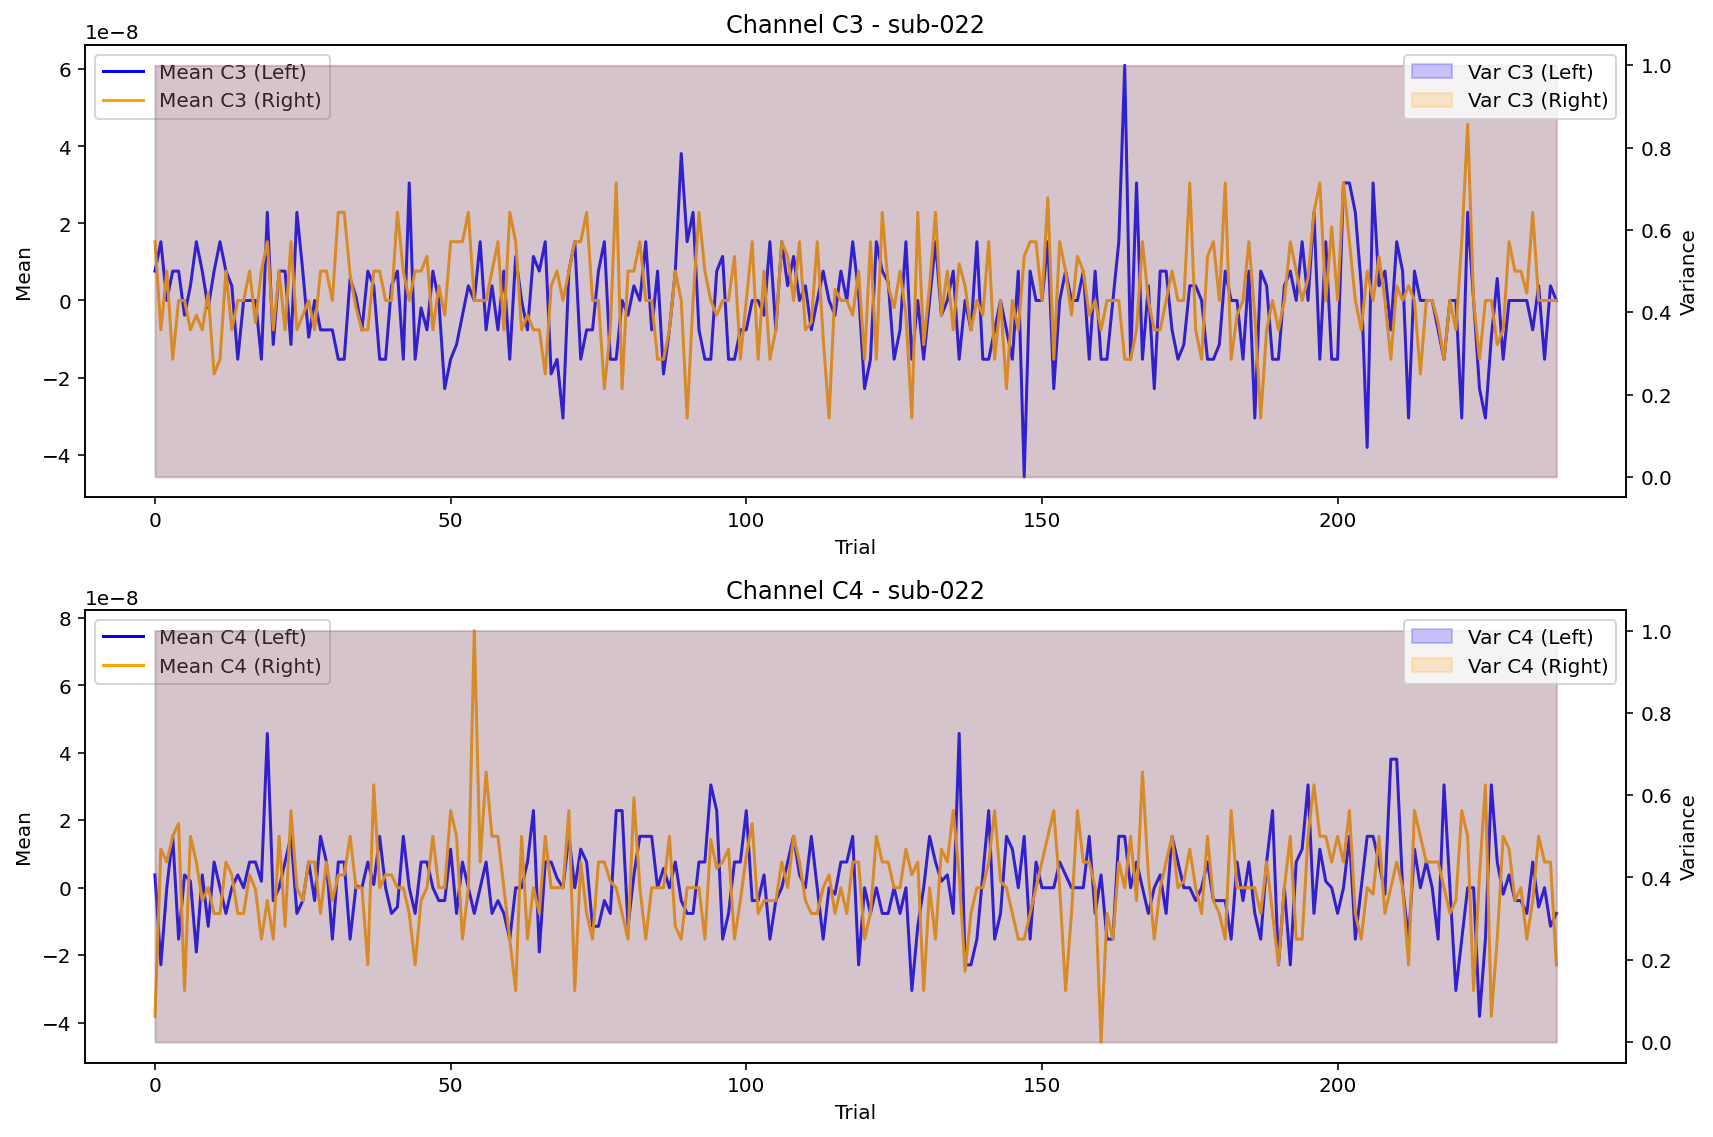 Channel C3 - sub-022
1e−8
Mean C3 (Left)
Mean C3 (Right)
Var C3 (Left)
Var C3 (Right)
6
4
2
0
−2
−4
Mean
1.0
0.8
0.6
0.4
0.2
0.0
Variance
0 50 100 150 200
Trial
Channel C4 - sub-022
1e−8
Mean C4 (Left)
Mean C4 (Right)
Var C4 (Left)
Var C4 (Right)
8
6
4
2
0
−2
−4
Mean
1.0
0.8
0.6
0.4
0.2
0.0
Variance
0 50 100 150 200
Trial